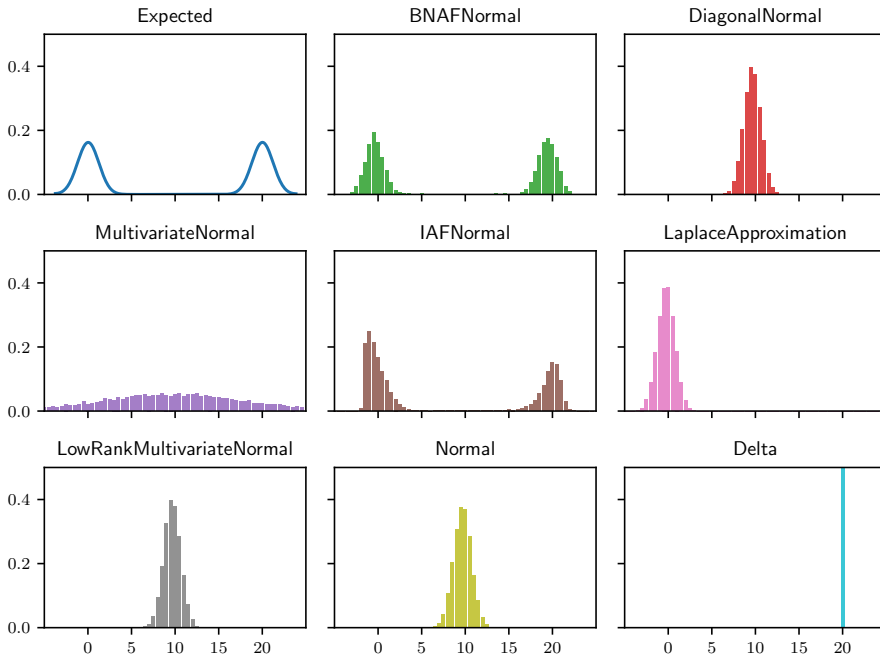 Expected
BNAFNormal
DiagonalNormal
0.4
0.2
0.0
MultivariateNormal
IAFNormal
LaplaceApproximation
0.4
0.2
0.0
LowRankMultivariateNormal
Normal
Delta
0.4
0.2
0.0
0 5 10 15 20
0 5 10 15 20
0 5 10 15 20